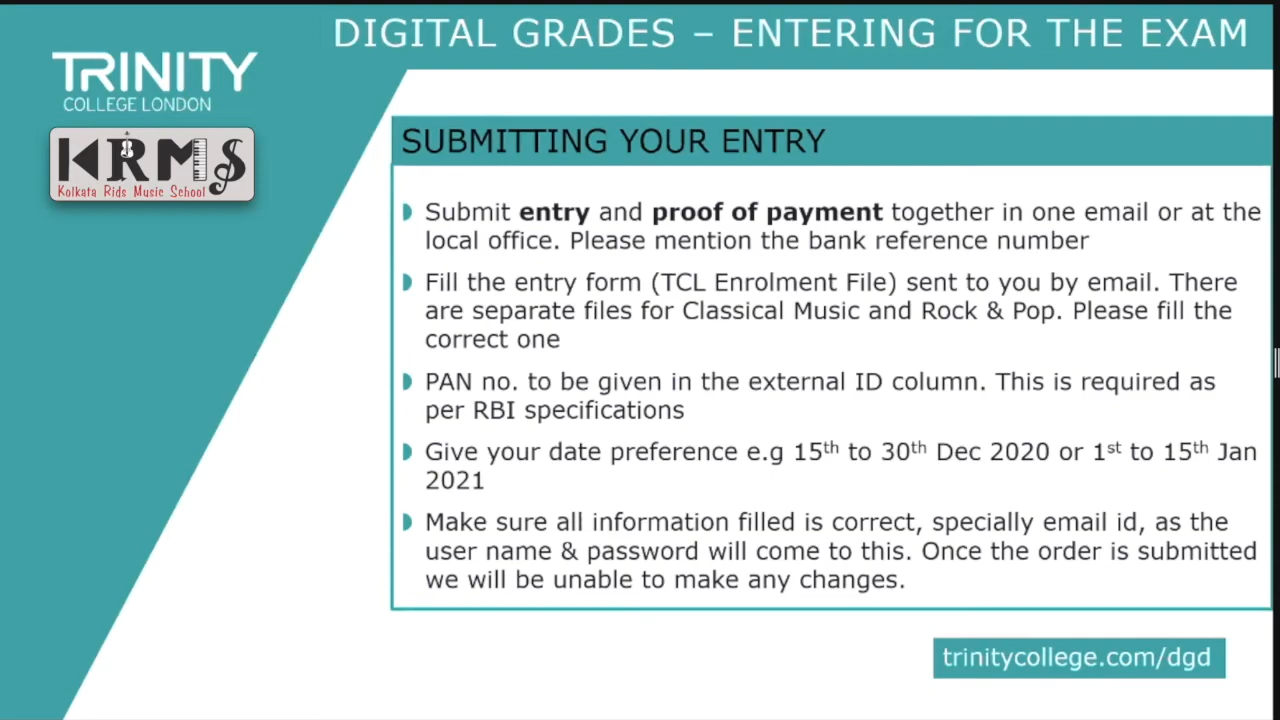 DIGITAL GRADES – ENTERING FOR THE EXAM
TRINITY
COLLEGE LONDON
KRMS
Kolkata Rids Music School
SUBMITTING YOUR ENTRY
Submit entry and proof of payment together in one email or at the
local office. Please mention the bank reference number
Fill the entry form (TCL Enrolment File) sent to you by email. There
are separate files for Classical Music and Rock & Pop. Please fill the
correct one
PAN no. to be given in the external ID column. This is required as
per RBI specifications
Give your date preference e.g 15th to 30th Dec 2020 or 1st to 15th Jan
2021
Make sure all information filled is correct, specially email id, as the
user name & password will come to this. Once the order is submitted
we will be unable to make any changes.
trinitycollege.com/dgd